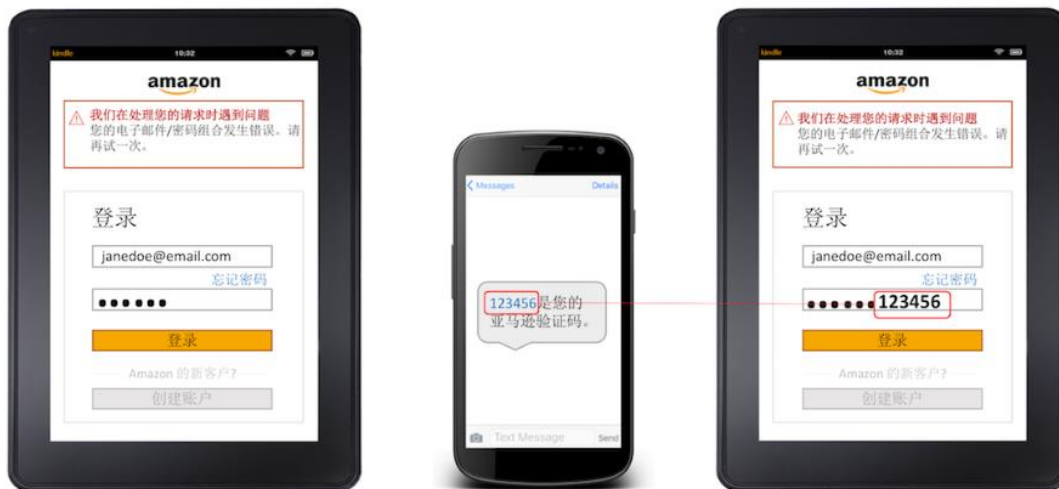 kindle
10:32
amazon
我们在处理您的请求时遇到问题
您的电子邮件/密码组合发生错误。请
再试一次。
登录
janedoe@email.com
忘记密码
登录
Amazon 的新客户?
创建账户
Messages
Details
123456是您的
亚马逊验证码。
Text Message
Send
kindle
10:32
amazon
我们在处理您的请求时遇到问题
您的电子邮件/密码组合发生错误。请
再试一次。
登录
janedoe@email.com
忘记密码
123456
登录
Amazon 的新客户?
创建账户